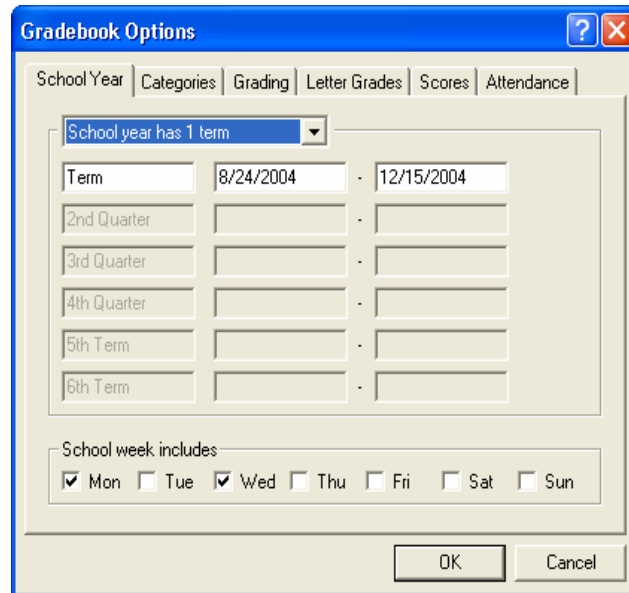 Gradebook Options
School Year Categories Grading Letter Grades Scores Attendance
School year has 1 term
Term 8/24/2004 - 12/15/2004
2nd Quarter -
3rd Quarter -
4th Quarter -
5th Term -
6th Term -
School week includes
Mon Tue Wed Thu Fri Sat Sun
OK Cancel